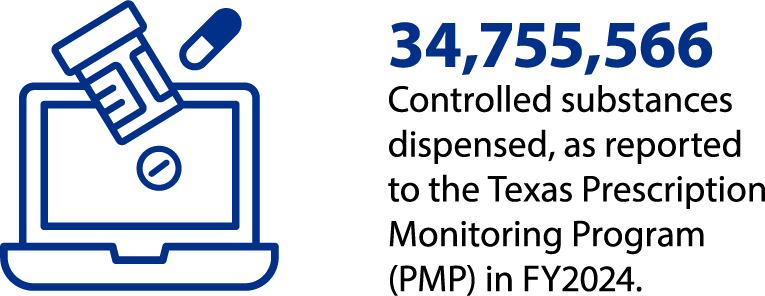 34,755,566
Controlled substances
dispensed, as reported
to the Texas Prescription
Monitoring Program
(PMP) in FY2024.